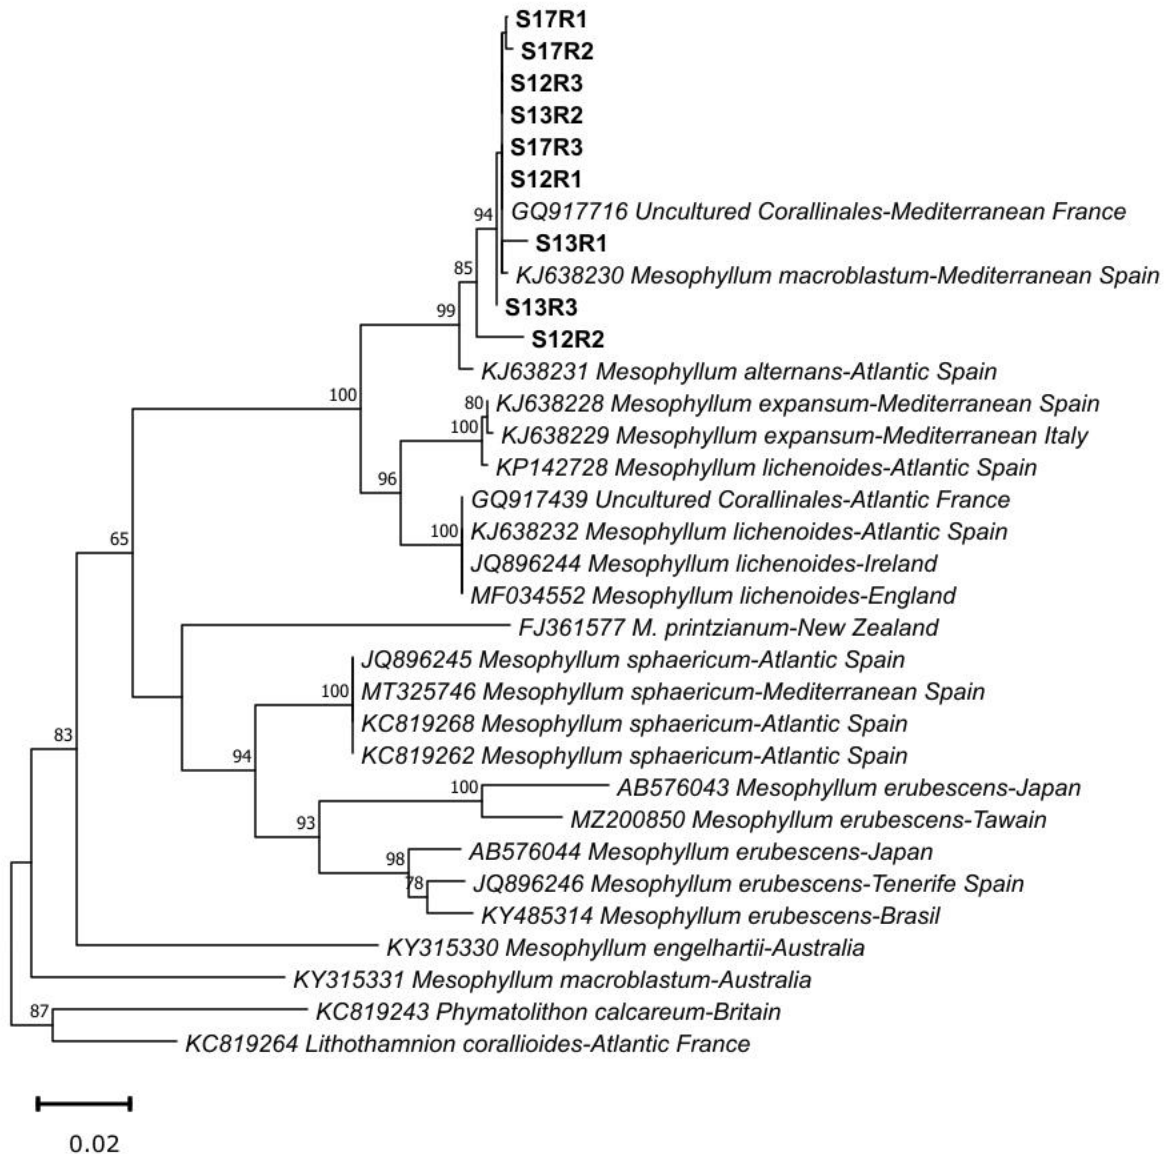 S17R1
S17R2
S12R3
S13R2
S17R3
S12R1
94 GQ917716 Uncultured Corallinales-Mediterranean France
S13R1
85 KJ638230 Mesophyllum macroblastum-Mediterranean Spain
99 S13R3
S12R2
KJ638231 Mesophyllum alternans-Atlantic Spain
100 80 KJ638228 Mesophyllum expansum-Mediterranean Spain
100 KJ638229 Mesophyllum expansum-Mediterranean Italy
KP142728 Mesophyllum lichenoides-Atlantic Spain
96 GQ917439 Uncultured Corallinales-Atlantic France
100 KJ638232 Mesophyllum lichenoides-Atlantic Spain
65 JQ896244 Mesophyllum lichenoides-Ireland
MF034552 Mesophyllum lichenoides-England
FJ361577 M. printzianum-New Zealand
JQ896245 Mesophyllum sphaericum-Atlantic Spain
100 MT325746 Mesophyllum sphaericum-Mediterranean Spain
83 KC819268 Mesophyllum sphaericum-Atlantic Spain
94 KC819262 Mesophyllum sphaericum-Atlantic Spain
100 AB576043 Mesophyllum erubescens-Japan
93 MZ200850 Mesophyllum erubescens-Tawain
98 AB576044 Mesophyllum erubescens-Japan
78 JQ896246 Mesophyllum erubescens-Tenerife Spain
KY485314 Mesophyllum erubescens-Brasil
KY315330 Mesophyllum engelhartii-Australia
KY315331 Mesophyllum macroblastum-Australia
87 KC819243 Phymatolithon calcareum-Britain
KC819264 Lithothamnion corallioides-Atlantic France
0.02